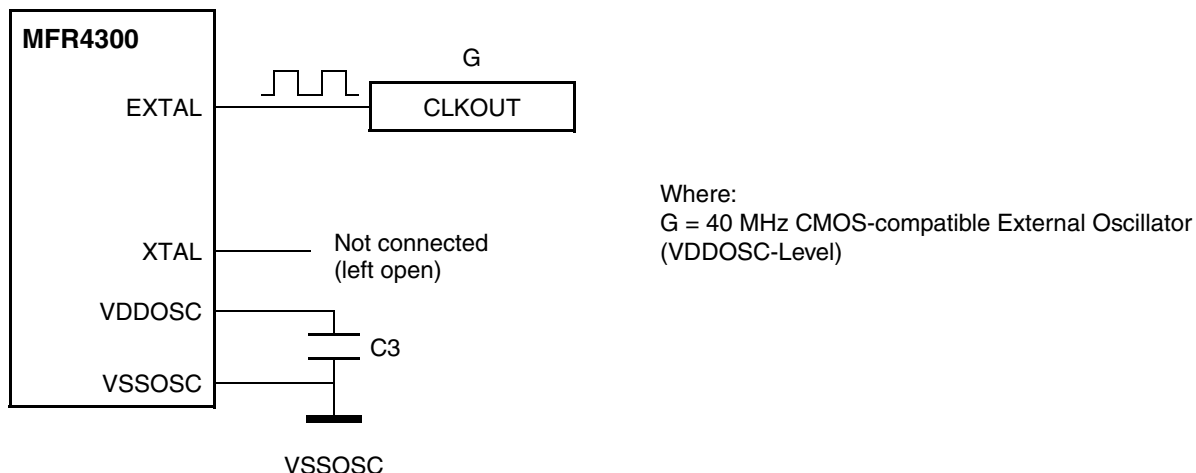 MFR4300
G
EXTAL
CLKOUT
Where:
G = 40 MHz CMOS-compatible External Oscillator
(VDDOSC-Level)
XTAL
Not connected
(left open)
VDDOSC
C3
VSSOSC
VSSOSC